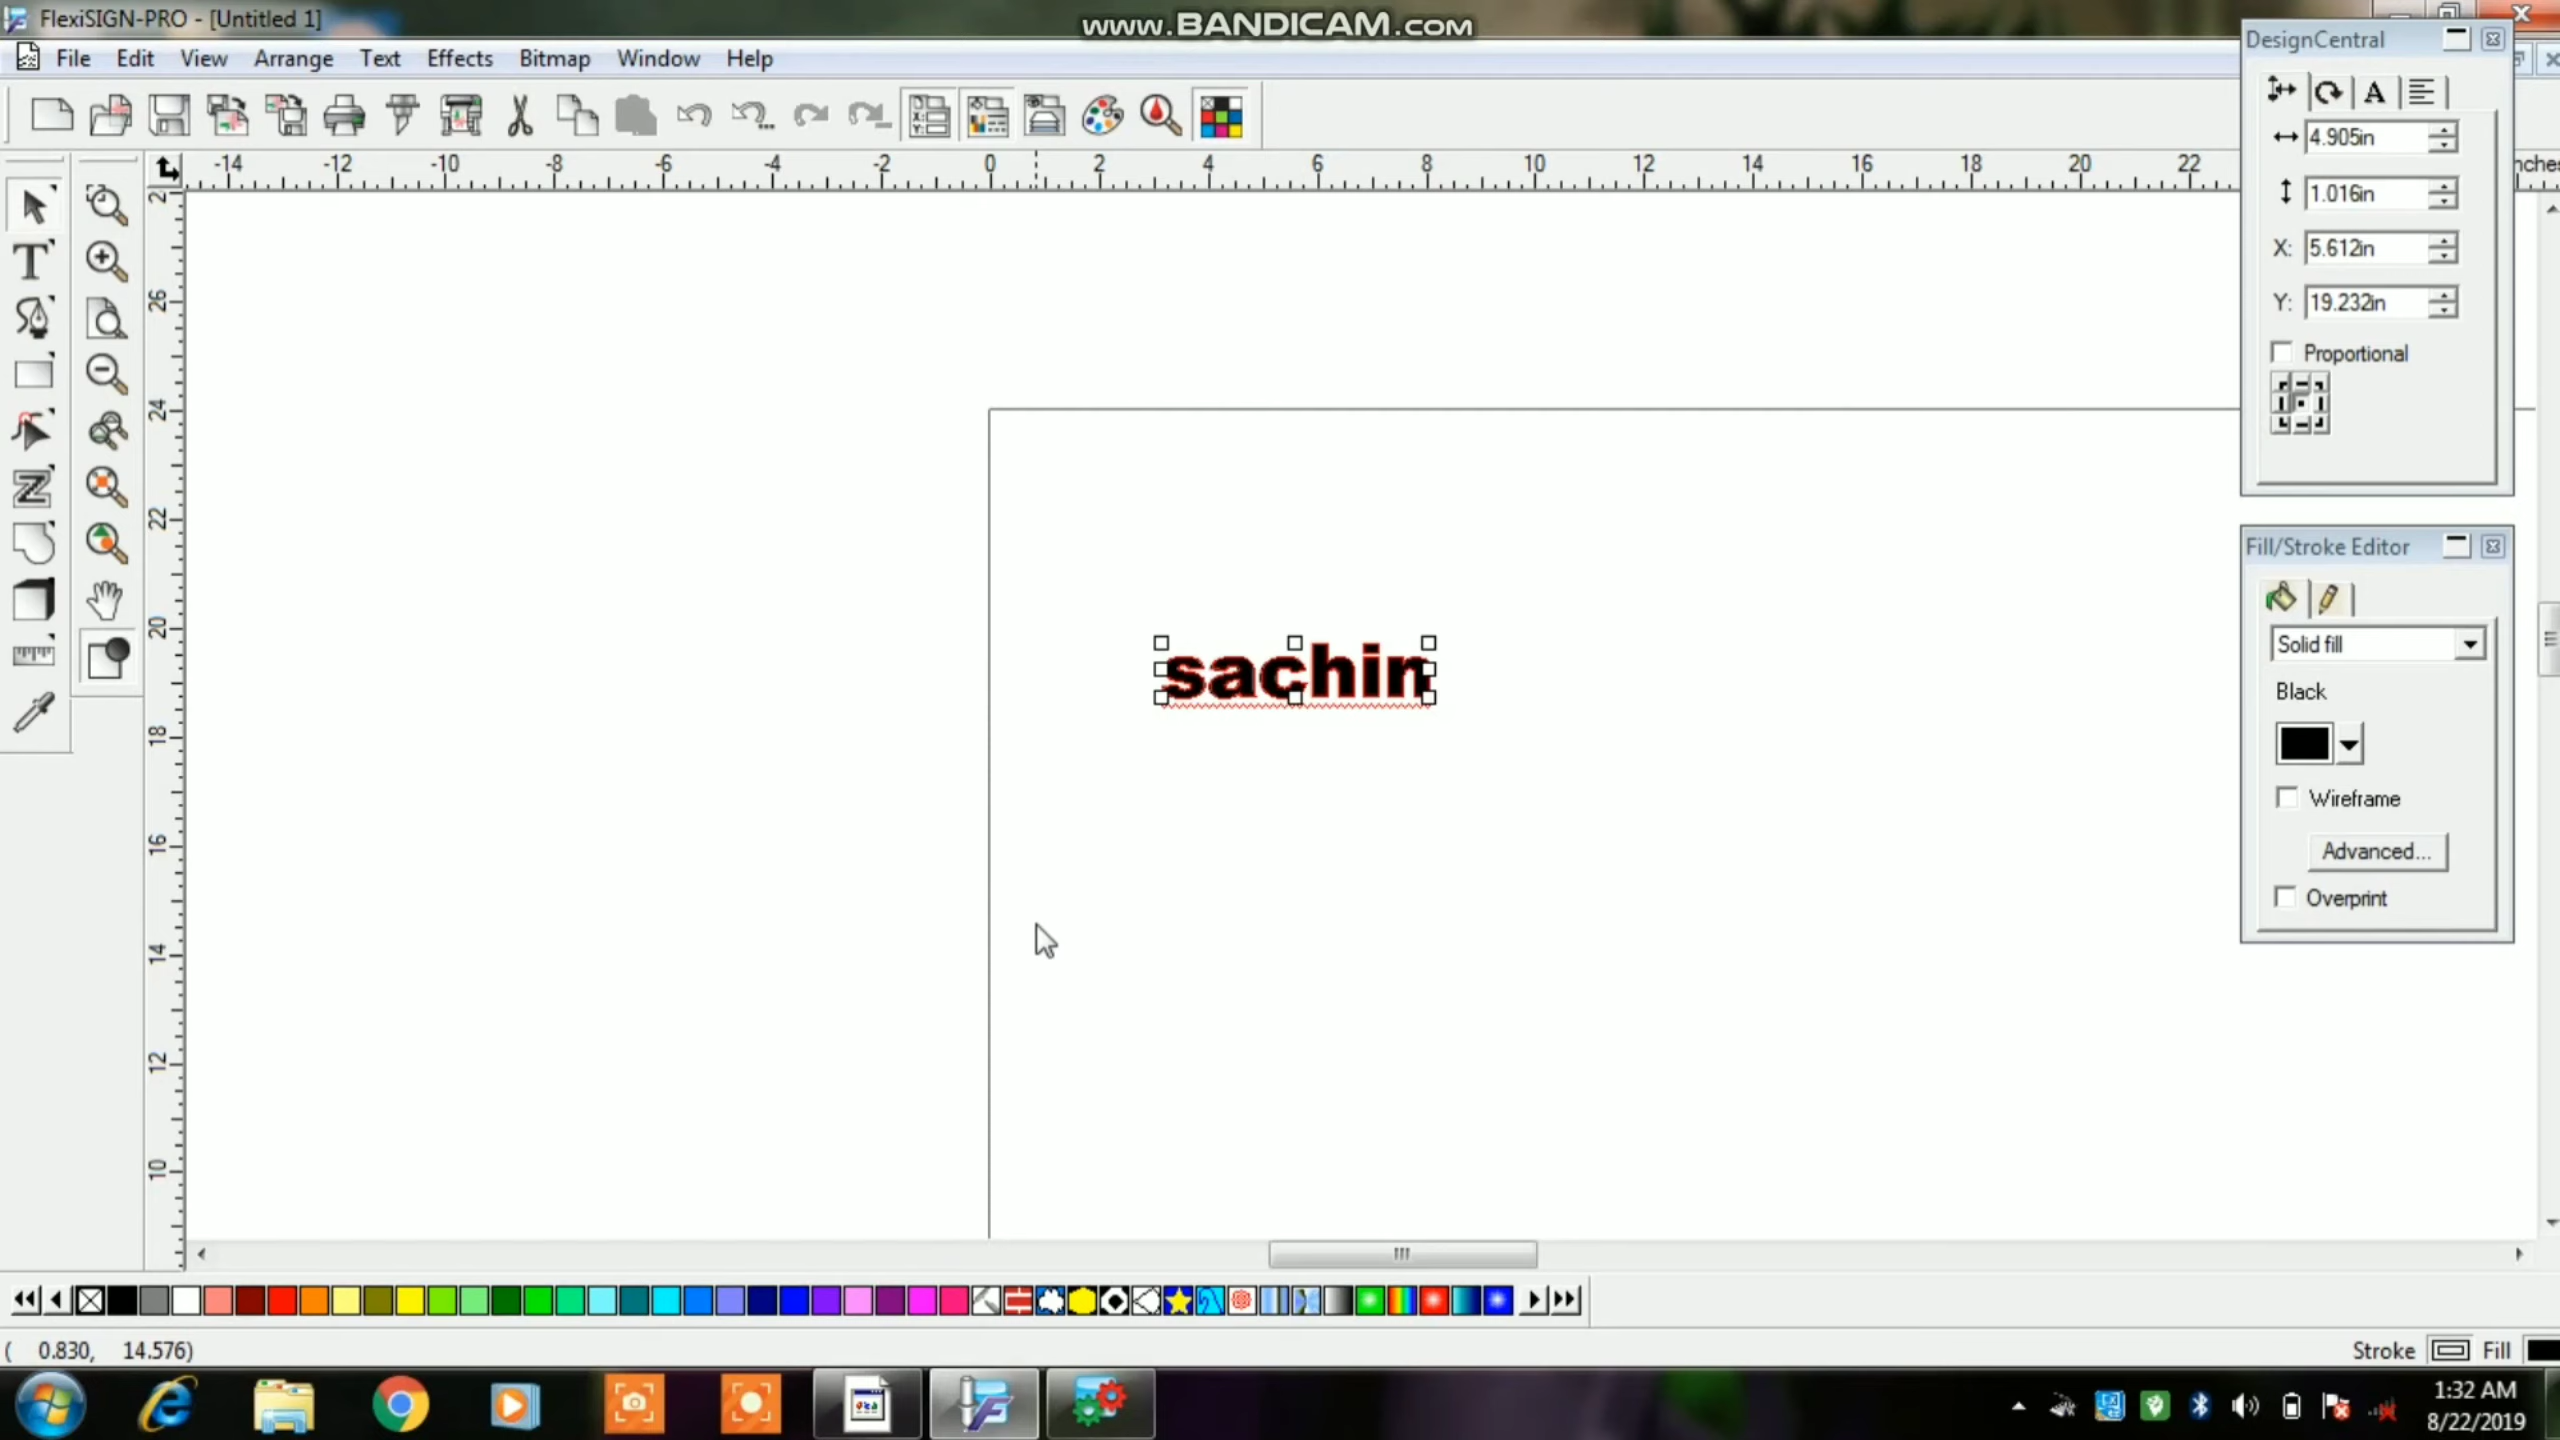 FlexiSIGN-PRO - [Untitled 1]
www.BANDICAM.com
File Edit View Arrange Text Effects Bitmap Window Help
DesignCentral
-14 -12 -10 -8 -6 -4 -2 0 2 4 6 8 10 12 14 16 18 20 22
nches
4.905in
1.016in
X: 5.612in
Y: 19.232in
Proportional
26
24
22
20
18
16
14
12
10
sachin
Fill/Stroke Editor
Solid fill
Black
Wireframe
Advanced...
Overprint
( 0.830, 14.576)
Stroke Fill
1:32 AM
8/22/2019